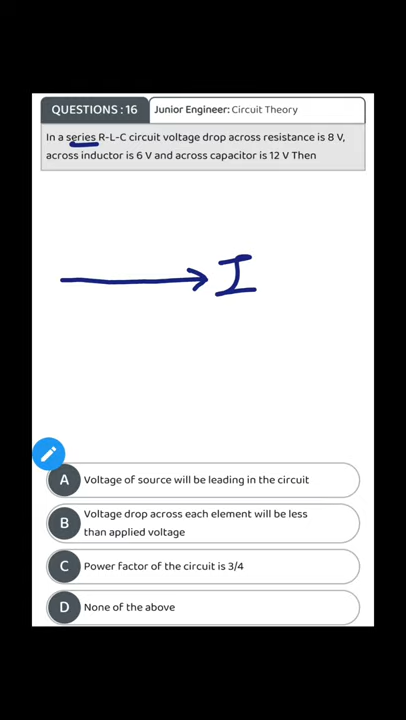 QUESTIONS : 16
Junior Engineer: Circuit Theory
In a series R-L-C circuit voltage drop across resistance is 8 V,
across inductor is 6 V and across capacitor is 12 V Then
I
A Voltage of source will be leading in the circuit
B Voltage drop across each element will be less
than applied voltage
C Power factor of the circuit is 3/4
D None of the above